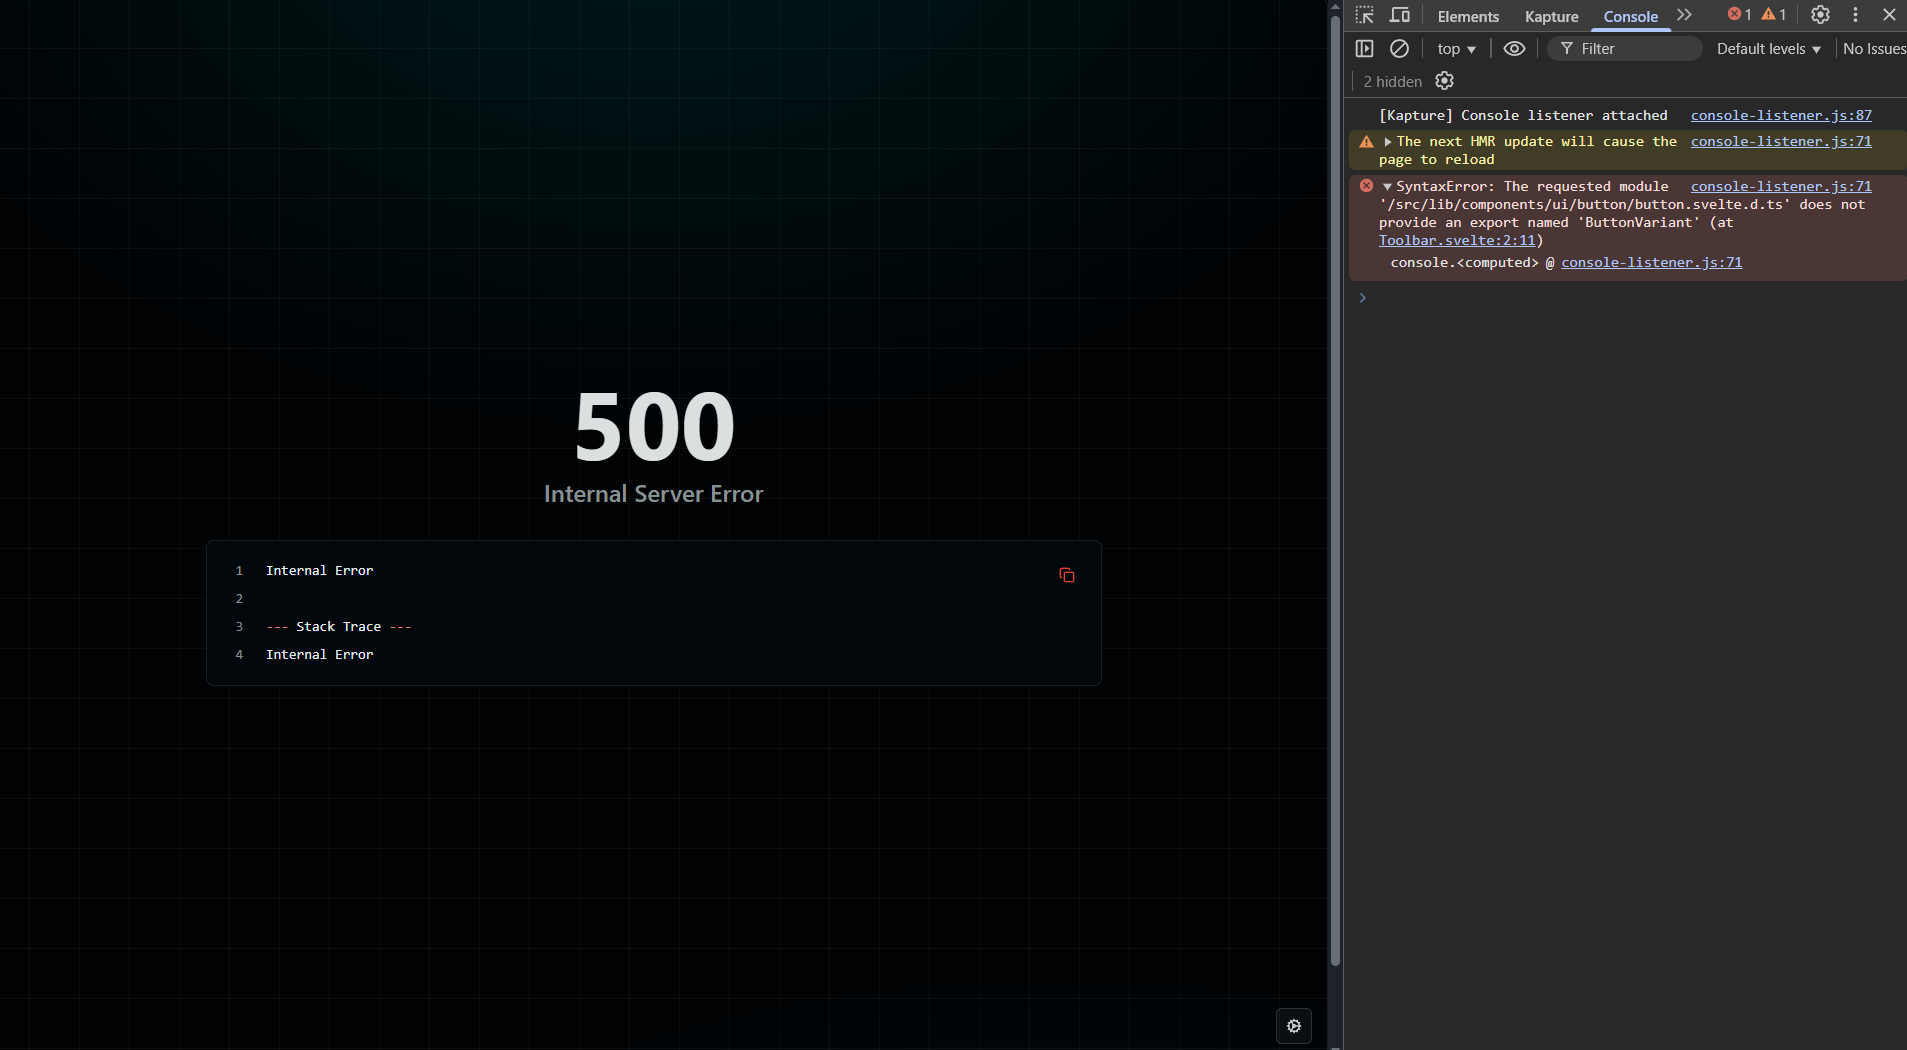 500
Internal Server Error
1 Internal Error
2
3 --- Stack Trace ---
4 Internal Error
Elements Kapture Console 1 1
top Filter Default levels No Issues
2 hidden
[Kapture] Console listener attached console-listener.js:87
The next HMR update will cause the console-listener.js:71
page to reload
SyntaxError: The requested module console-listener.js:71
'/src/lib/components/ui/button/button.svelte.d.ts' does not
provide an export named 'ButtonVariant' (at
Toolbar.svelte:2:11)
console.<computed> @ console-listener.js:71